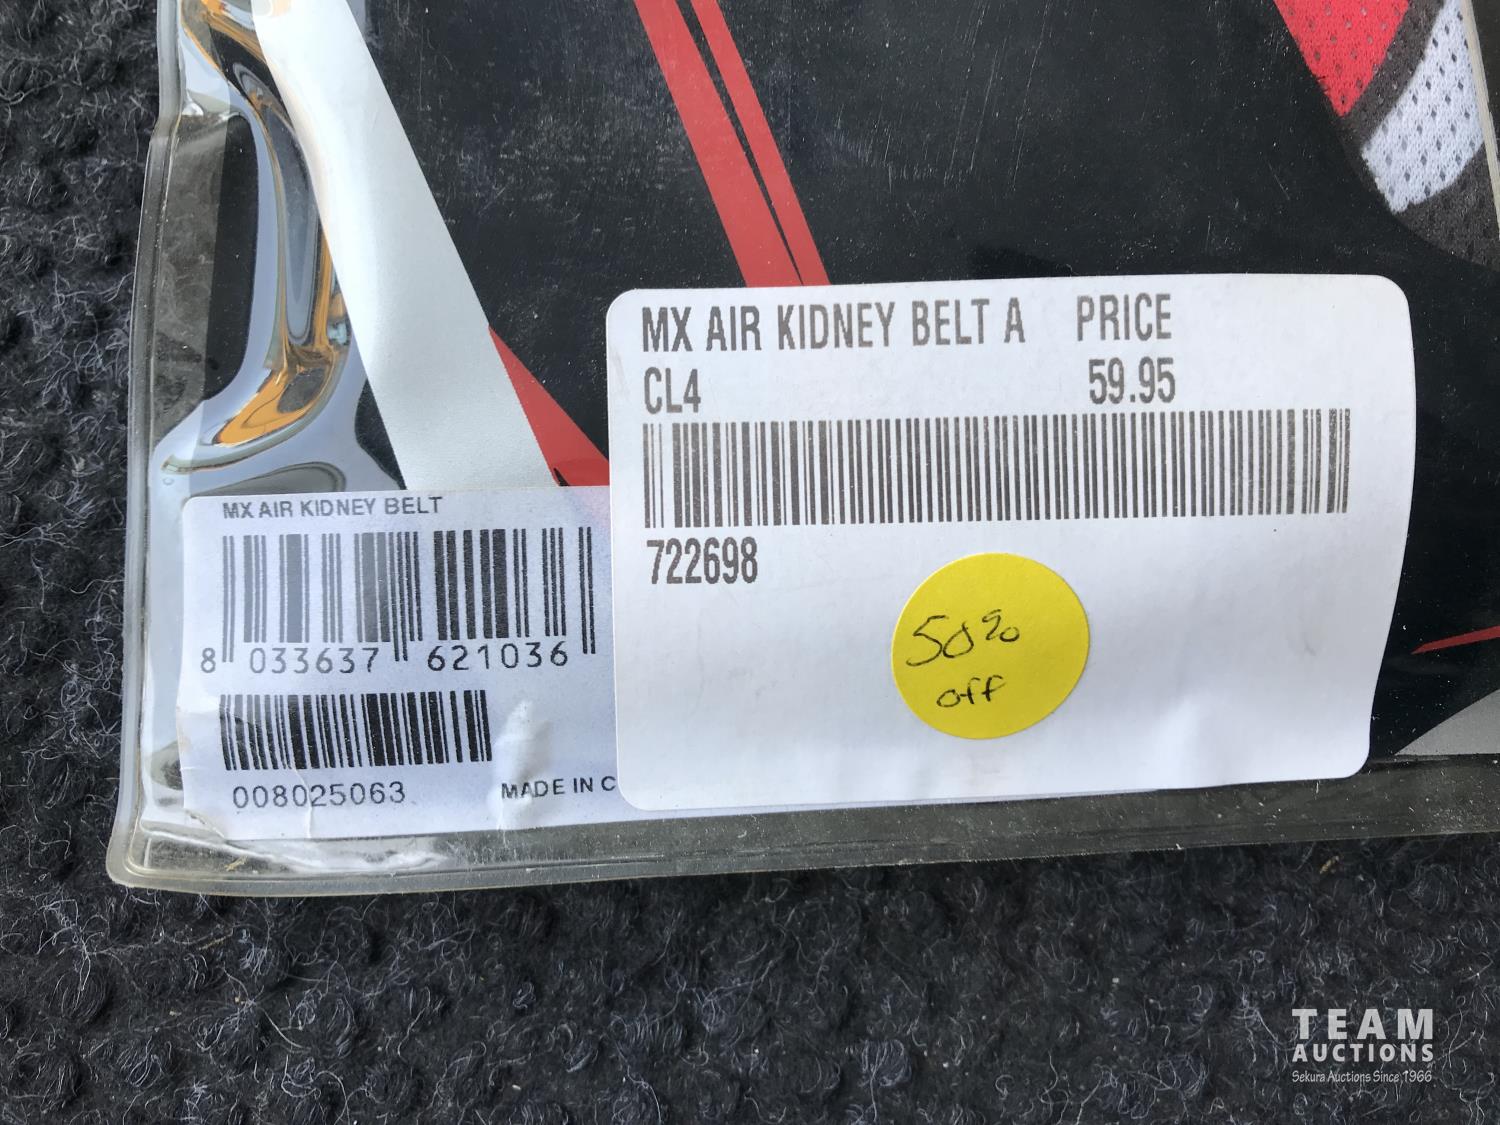 MX AIR KIDNEY BELT A PRICE
CL4 59.95
722698
50% off
MX AIR KIDNEY BELT
8 033637 621036
008025063
MADE IN C
TEAM
AUCTIONS
Sekura Auctions Since 1966